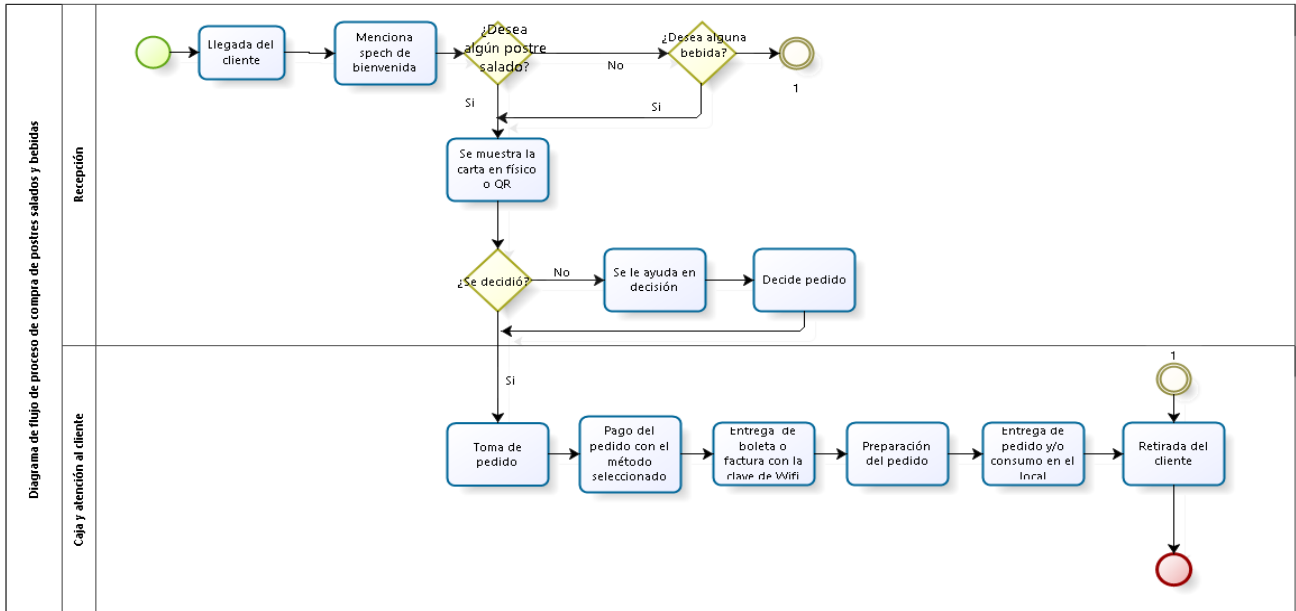 Diagrama de flujo de proceso de compra de postres salados y bebidas
Recepción
Llegada del
cliente
Menciona
spech de
bienvenida
¿Desea
algún postre
salado?
No
¿Desea alguna
bebida?
1
Si
Si
Se muestra la
carta en físico
o QR
¿Se decidió?
No
Se le ayuda en
decisión
Decide pedido
Caja y atención al cliente
Si
1
Toma de
pedido
Pago del
pedido con el
método
seleccionado
Entrega de
boleta o
factura con la
clave de Wifi
Preparación
del pedido
Entrega de
pedido y/o
consumo en el
local
Retirada del
cliente